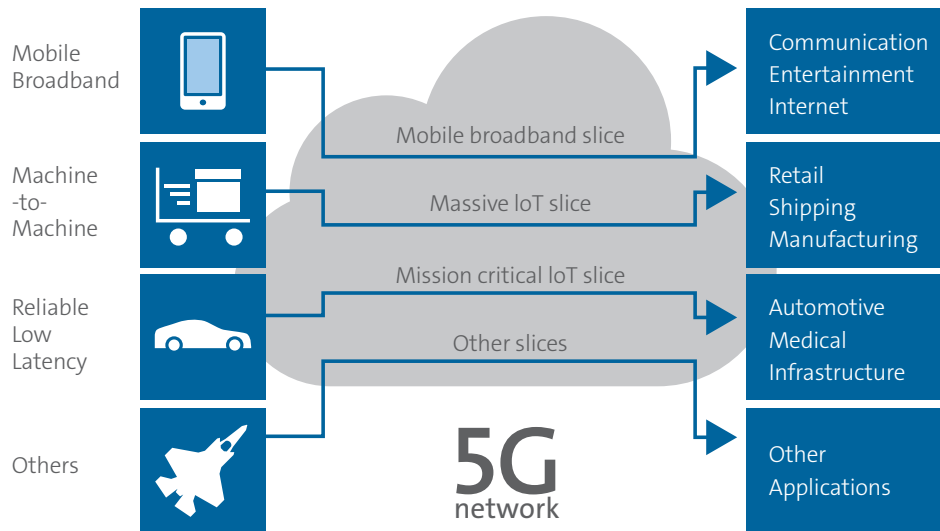 Mobile
Broadband
Mobile broadband slice
Communication
Entertainment
Internet
Machine
-to-
Machine
Massive IoT slice
Retail
Shipping
Manufacturing
Reliable
Low
Latency
Mission critical IoT slice
Automotive
Medical
Infrastructure
Others
Other slices
Other
Applications
5G
network